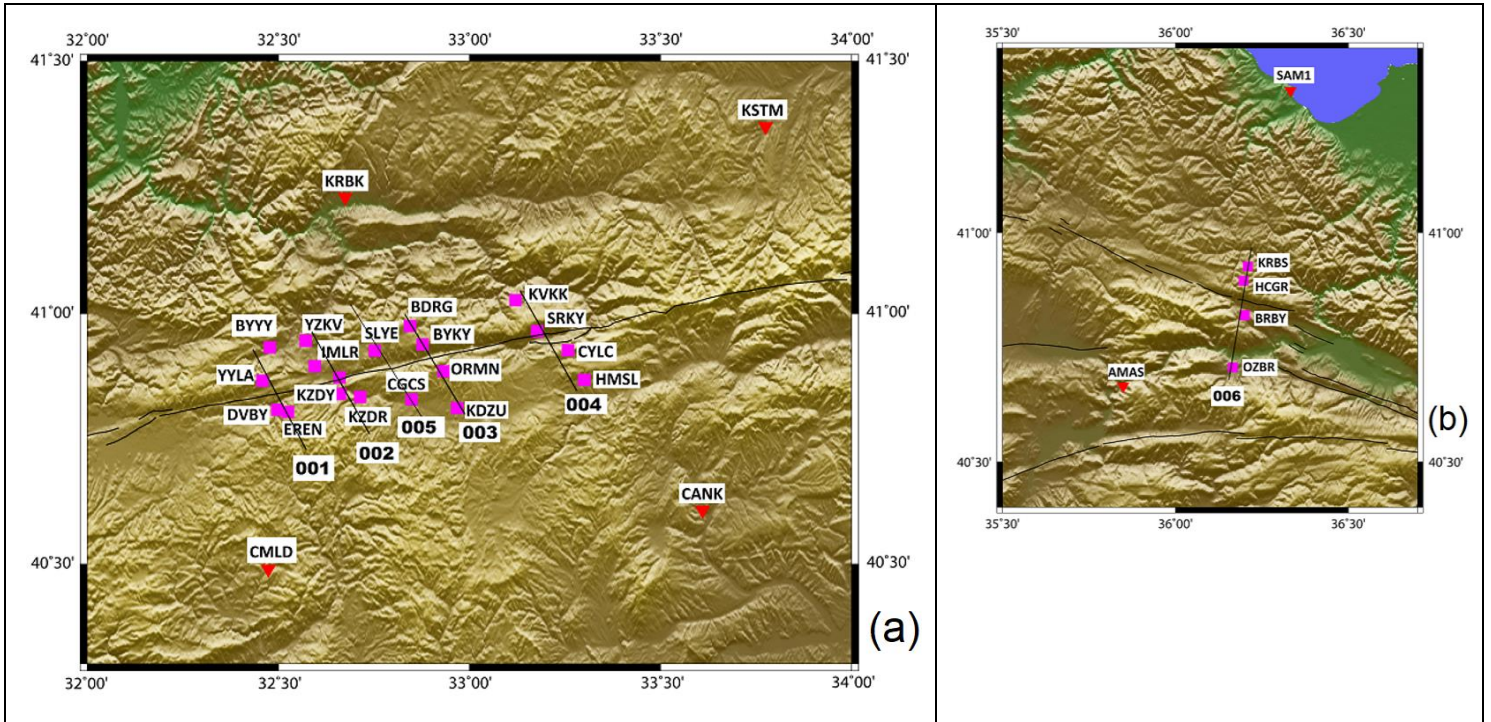 32°00' 32°30' 33°00' 33°30' 34°00'
41°30' 41°30'
KSTM
KRBK
41°00' 41°00'
KVKK
BDRG
SRKY
BYYY YZKV SLYE BYKY
IMLR CYLC
YYLA ORMN
CGCS HMSL
KZDY 004
DVBY KZDR KDZU
EREN 005 003
002
001
CANK
CMLD
40°30' 40°30'
(a)
32°00' 32°30' 33°00' 33°30' 34°00'
35°30' 36°00' 36°30'
SAM1
41°00' 41°00'
KRBS
HCGR
BRBY
AMAS OZBR
006
(b)
40°30' 40°30'
35°30' 36°00' 36°30'